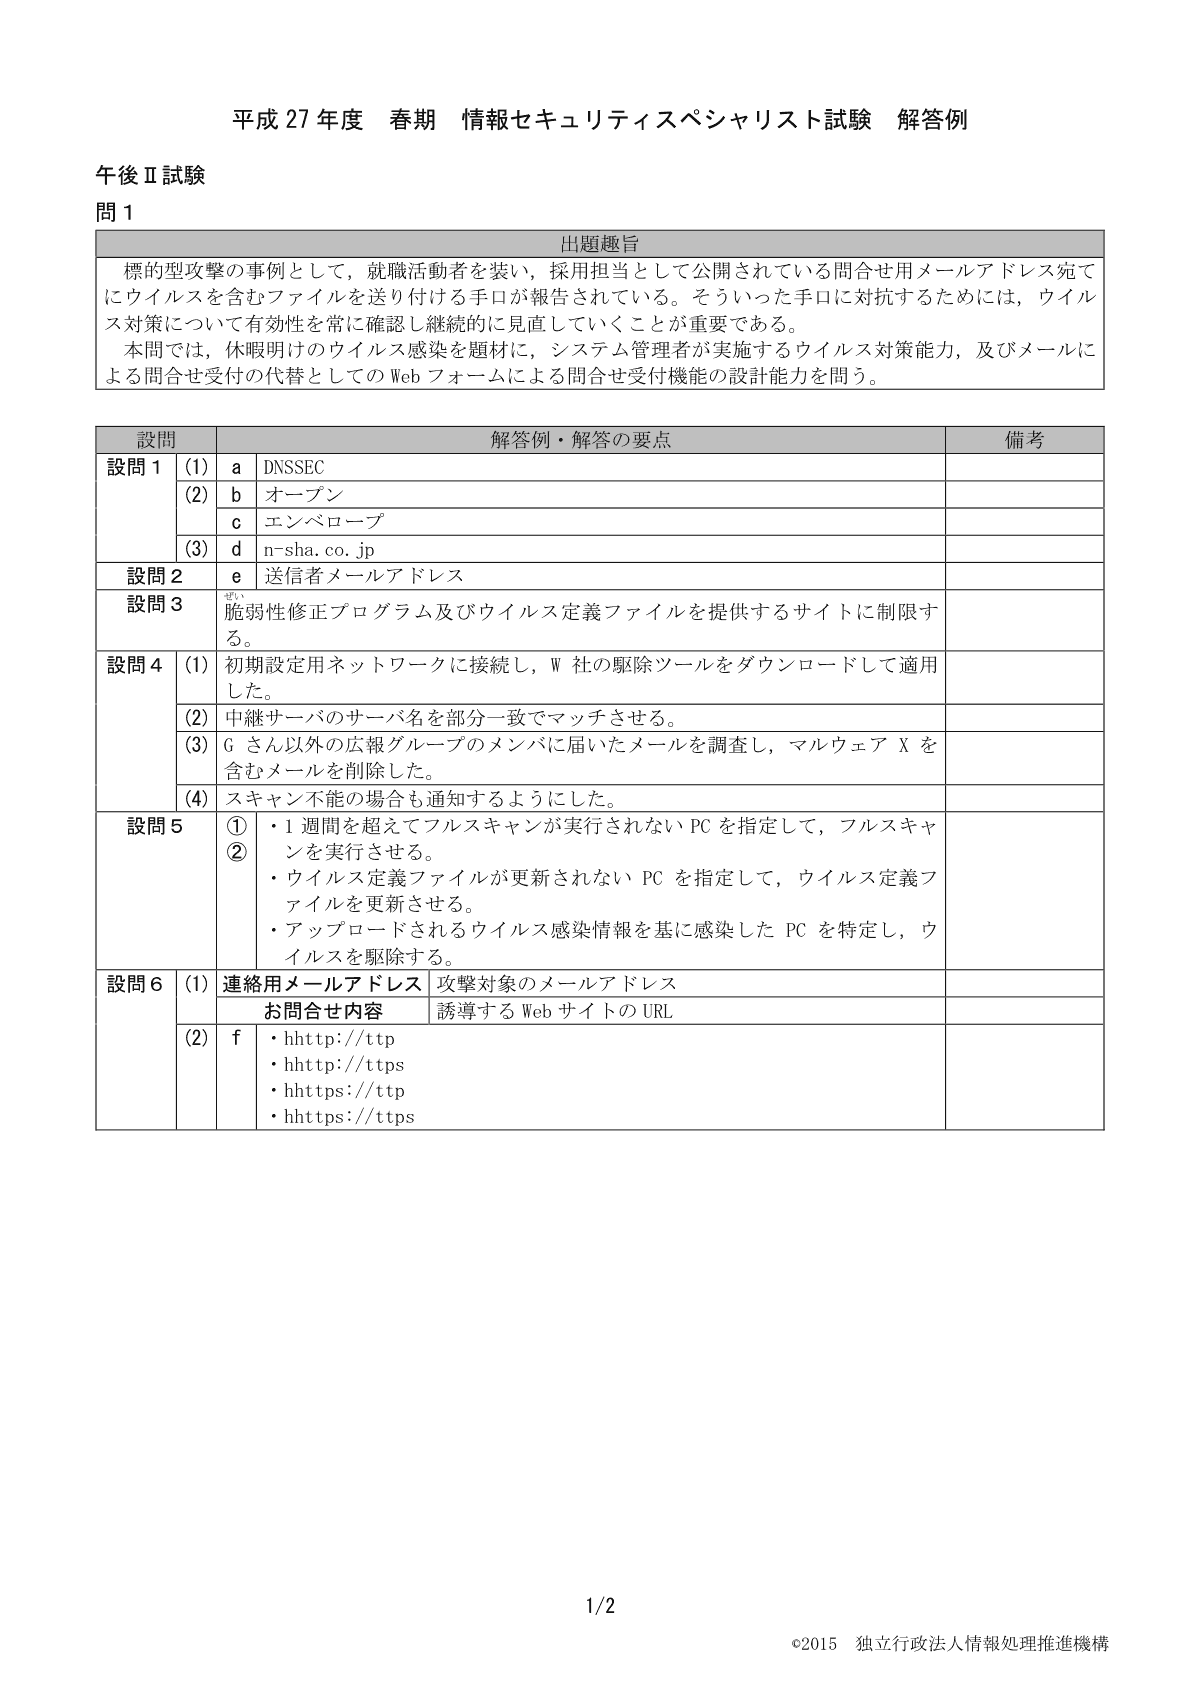 平成 27 年度　春期　情報セキュリティスペシャリスト試験　解答例
午後Ⅱ試験
問１
出題趣旨
標的型攻撃の事例として，就職活動者を装い，採用担当として公開されている問合せ用メールアドレス宛て
にウイルスを含むファイルを送り付ける手口が報告されている。そういった手口に対抗するためには，ウイル
ス対策について有効性を常に確認し継続的に見直していくことが重要である。
本問では，休暇明けのウイルス感染を題材に，システム管理者が実施するウイルス対策能力，及びメールに
よる問合せ受付の代替としての Web フォームによる問合せ受付機能の設計能力を問う。
設問 解答例・解答の要点 備考
設問１ (1) a DNSSEC
(2) b オープン
c エンベロープ
(3) d n-sha.co.jp
設問２ e 送信者メールアドレス
ぜい
設問３ 脆弱性修正プログラム及びウイルス定義ファイルを提供するサイトに制限す
る。
設問４ (1) 初期設定用ネットワークに接続し，W 社の駆除ツールをダウンロードして適用
した。
(2) 中継サーバのサーバ名を部分一致でマッチさせる。
(3) G さん以外の広報グループのメンバに届いたメールを調査し，マルウェア X を
含むメールを削除した。
(4) スキャン不能の場合も通知するようにした。
設問５ ① ・1 週間を超えてフルスキャンが実行されない PC を指定して，フルスキャ
② ンを実行させる。
・ウイルス定義ファイルが更新されない PC を指定して，ウイルス定義フ
ァイルを更新させる。
・アップロードされるウイルス感染情報を基に感染した PC を特定し，ウ
イルスを駆除する。
設問６ (1) 連絡用メールアドレス 攻撃対象のメールアドレス
お問合せ内容 誘導する Web サイトの URL
(2) f ・hhttp://ttp
・hhttp://ttps
・hhttps://ttp
・hhttps://ttps
1/2
©2015　独立行政法人情報処理推進機構